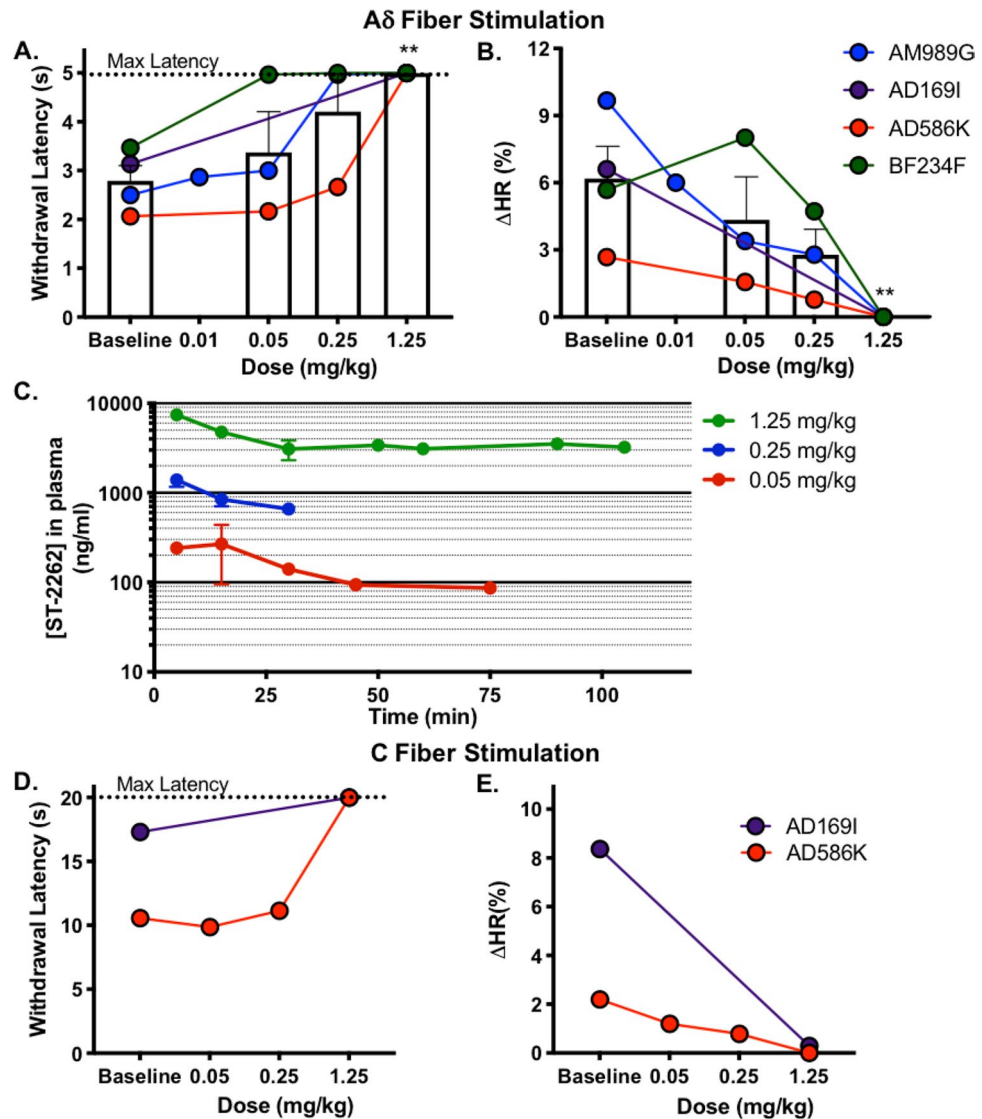 Aδ Fiber Stimulation
A.
Max Latency
**
Withdrawal Latency (s)
5
4
3
2
1
0
Baseline 0.01 0.05 0.25 1.25
Dose (mg/kg)
B.
ΔHR (%)
12
9
6
3
0
**
Baseline 0.01 0.05 0.25 1.25
Dose (mg/kg)
AM989G
AD169I
AD586K
BF234F
C.
[ST-2262] in plasma
(ng/ml)
10000
1000
100
10
0 25 50 75 100
Time (min)
1.25 mg/kg
0.25 mg/kg
0.05 mg/kg
C Fiber Stimulation
D.
Max Latency
Withdrawal Latency (s)
20
15
10
5
0
Baseline 0.05 0.25 1.25
Dose (mg/kg)
E.
ΔHR(%)
10
8
6
4
2
0
Baseline 0.05 0.25 1.25
Dose (mg/kg)
AD169I
AD586K